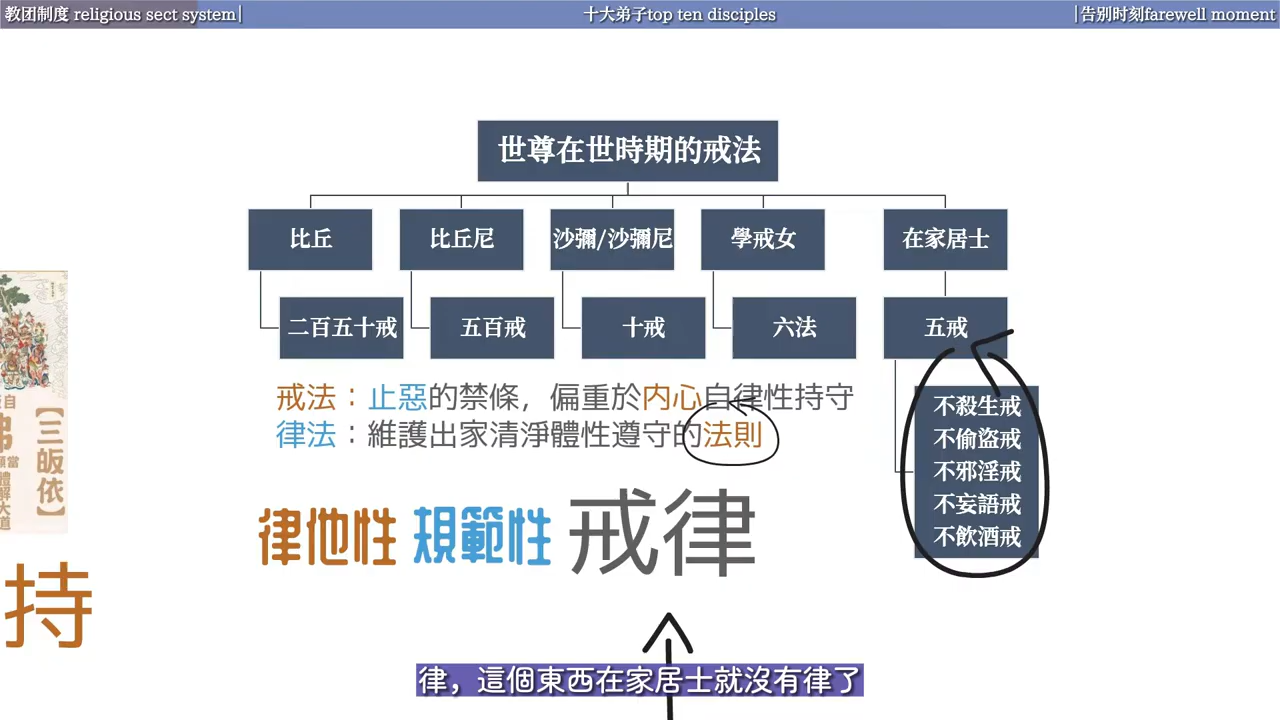 教团制度 religious sect system
十大弟子top ten disciples
告别时刻farewell moment
世尊在世時期的戒法
比丘
比丘尼
沙彌/沙彌尼
學戒女
在家居士
二百五十戒
五百戒
十戒
六法
五戒
不殺生戒
不偷盜戒
不邪淫戒
不妄語戒
不飲酒戒
戒法：止惡的禁條，偏重於内心自律性持守
律法：維護出家清淨體性遵守的法則
律他性 規範性 戒律
【三皈依】
體解大道
持
律，這個東西在家居士就沒有律了